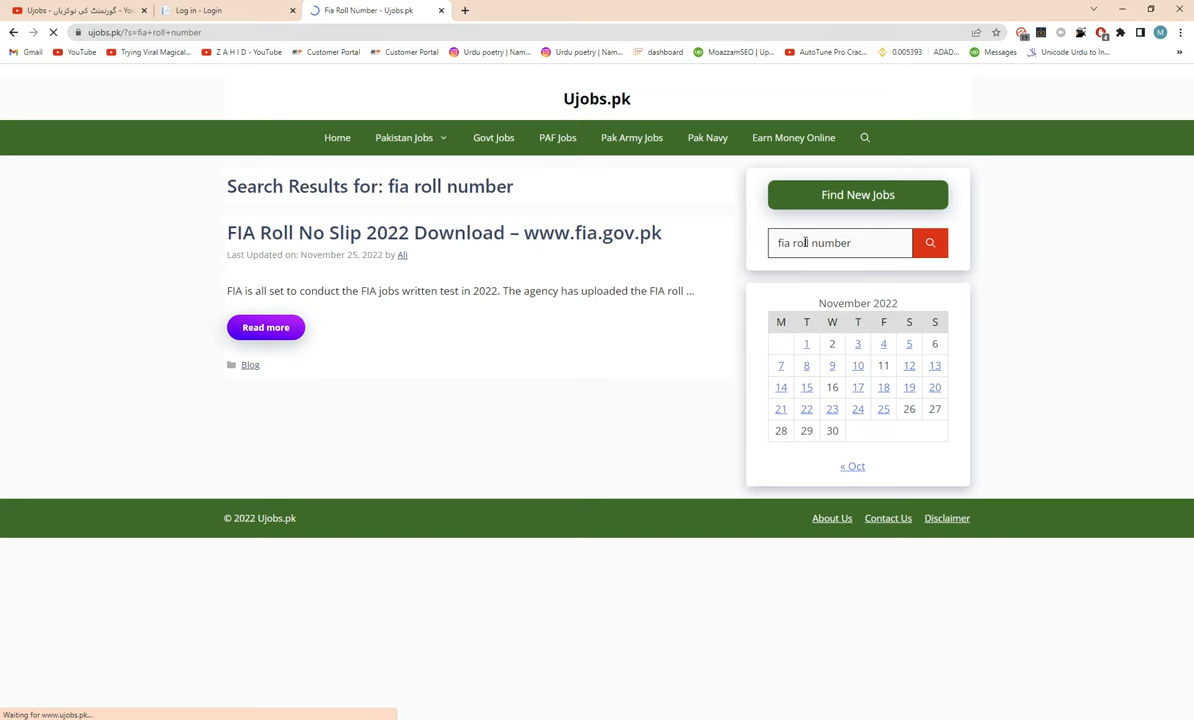 Ujobs - گورنمنٹ کی نوکریاں - You
Log in - Login
Fia Roll Number - Ujobs.pk
ujobs.pk/?s=fia+roll+number
Gmail
YouTube
Trying Viral Magical...
Z A H I D - YouTube
Customer Portal
Customer Portal
Urdu poetry | Nam...
Urdu poetry | Nam...
dashboard
MoazzamSEO | Up...
AutoTune Pro Crac...
0.005393
ADAD...
Messages
Unicode Urdu to In...
Ujobs.pk
Home
Pakistan Jobs
Govt Jobs
PAF Jobs
Pak Army Jobs
Pak Navy
Earn Money Online
Search Results for: fia roll number
FIA Roll No Slip 2022 Download – www.fia.gov.pk
Last Updated on: November 25, 2022 by Ali
FIA is all set to conduct the FIA jobs written test in 2022. The agency has uploaded the FIA roll ...
Read more
Blog
Find New Jobs
fia roll number
November 2022
M T W T F S S
1 2 3 4 5 6
7 8 9 10 11 12 13
14 15 16 17 18 19 20
21 22 23 24 25 26 27
28 29 30
« Oct
© 2022 Ujobs.pk
About Us
Contact Us
Disclaimer
Waiting for www.ujobs.pk...